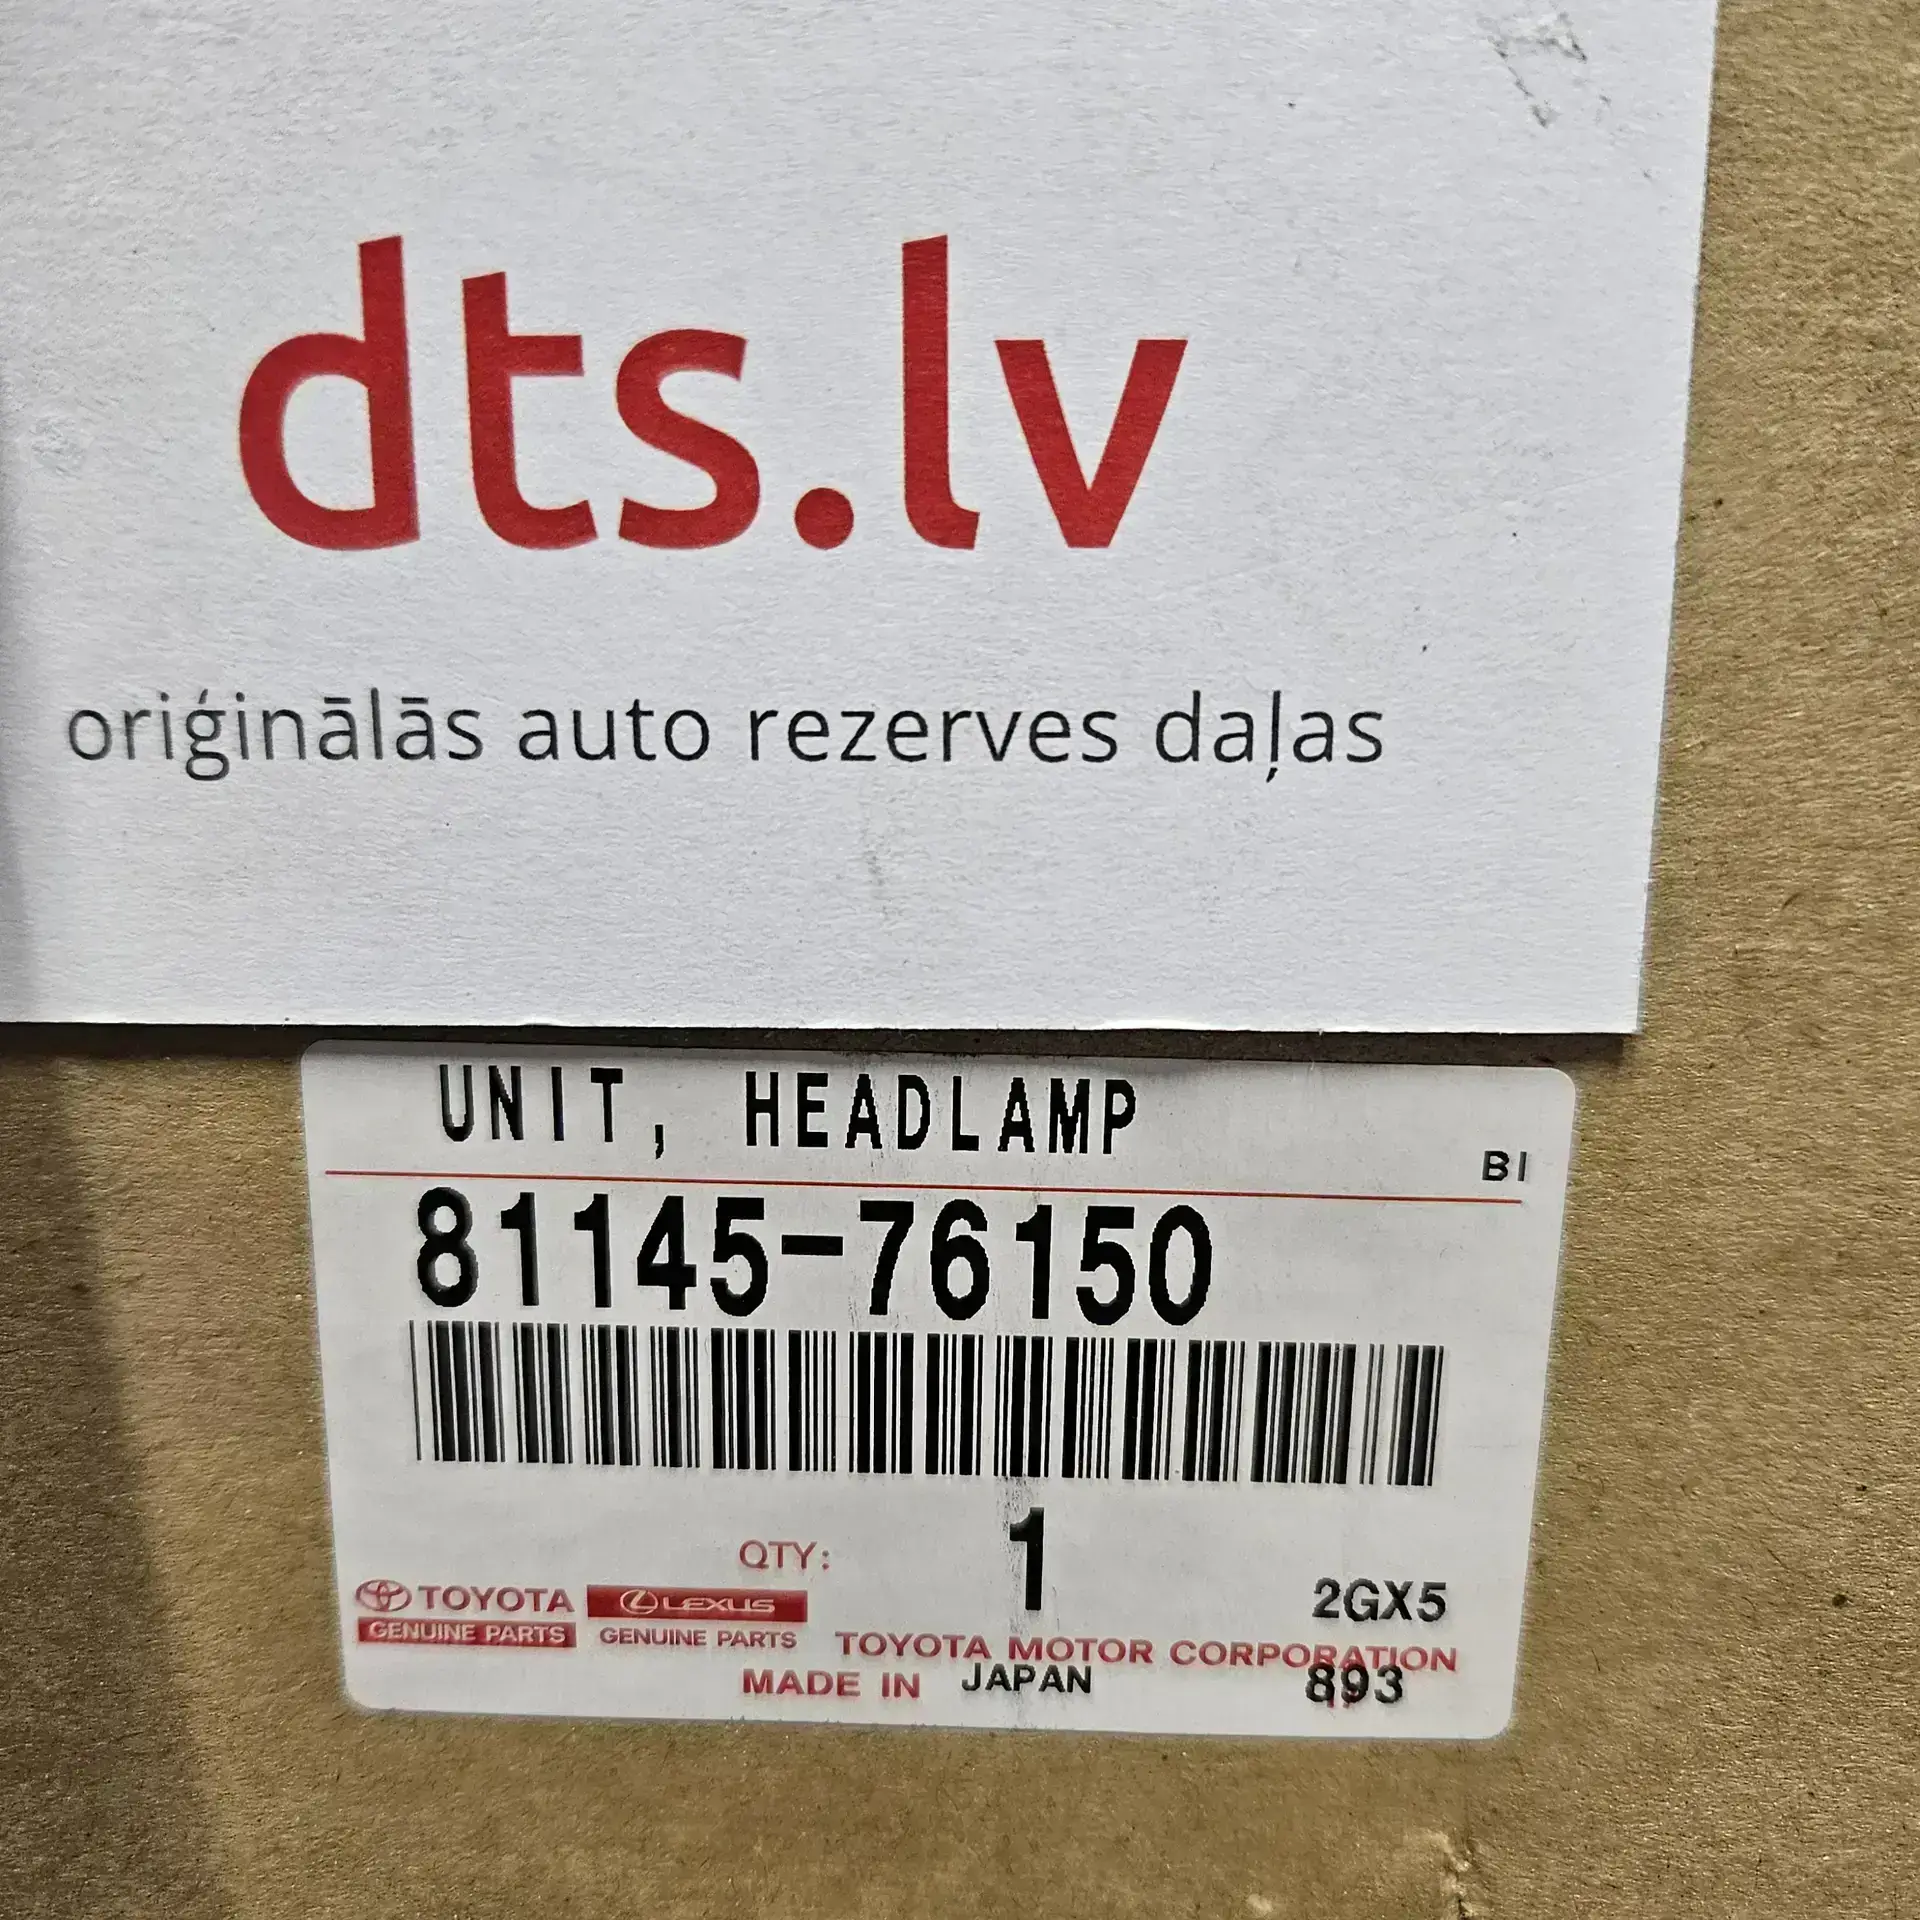 dts.lv
oriģinālās auto rezerves daļas
UNIT, HEADLAMP
BI
81145-76150
QTY: 1
TOYOTA LEXUS 2GX5
GENUINE PARTS GENUINE PARTS TOYOTA MOTOR CORPORATION
MADE IN JAPAN 893